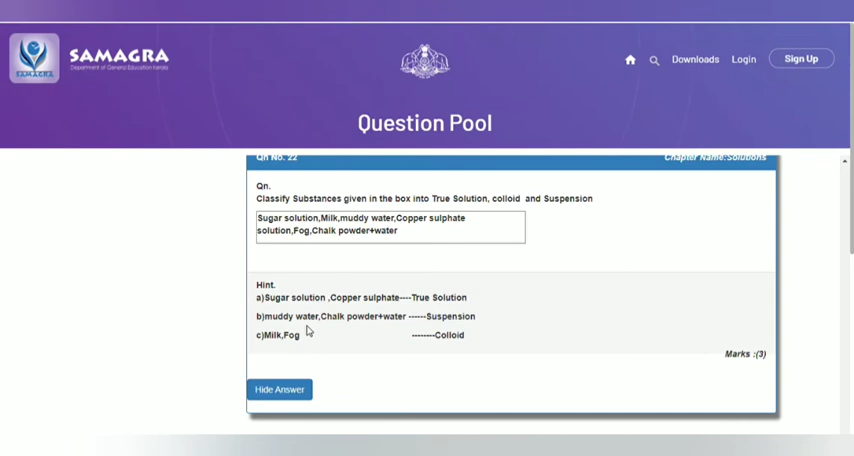 SAMAGRA
Department of General Education Kerala
SAMAGRA
Downloads
Login
Sign Up
Question Pool
Qn No. 22
Chapter Name:Solutions
Qn.
Classify Substances given in the box into True Solution, colloid and Suspension
Sugar solution,Milk,muddy water,Copper sulphate
solution,Fog,Chalk powder+water
Hint.
a)Sugar solution ,Copper sulphate----True Solution
b)muddy water,Chalk powder+water ------Suspension
c)Milk,Fog --------Colloid
Marks :(3)
Hide Answer